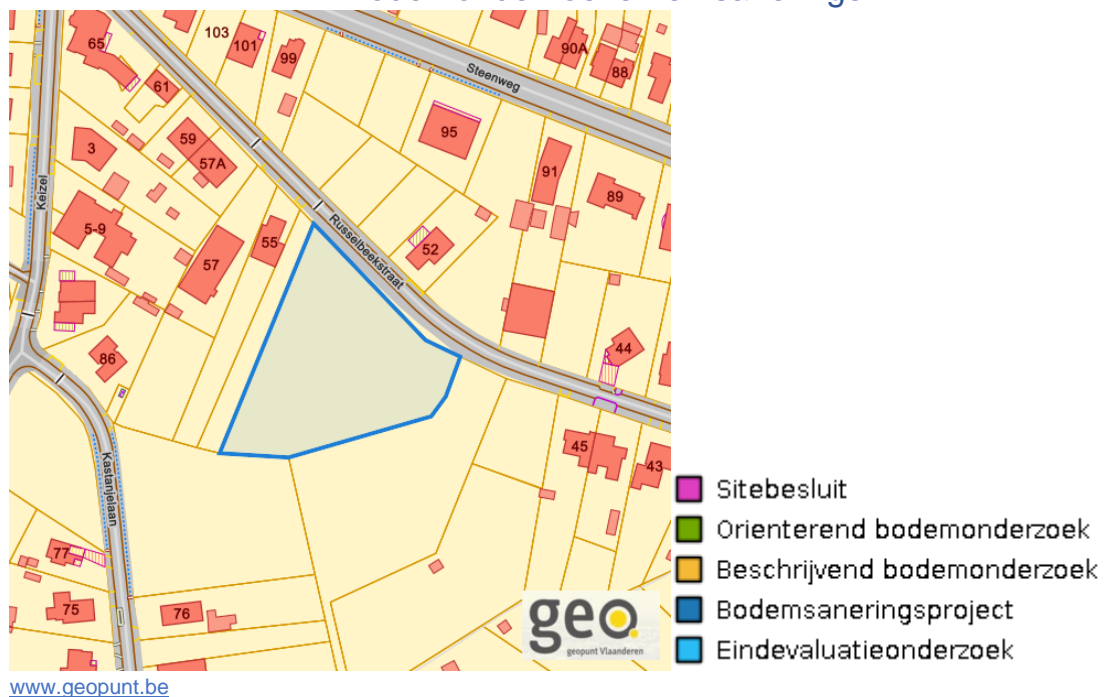 103
101
99
65
61
Steenweg
90A
88
95
59
57A
3
Keizel
91
89
5-9
57
55
Russelbeekstraat
52
86
44
45
43
Kastanjelaan
77
75
76
geo.
geopunt Vlaanderen
Sitebesluit
Orienterend bodemonderzoek
Beschrijvend bodemonderzoek
Bodemsaneringsproject
Eindevaluatieonderzoek
www.geopunt.be